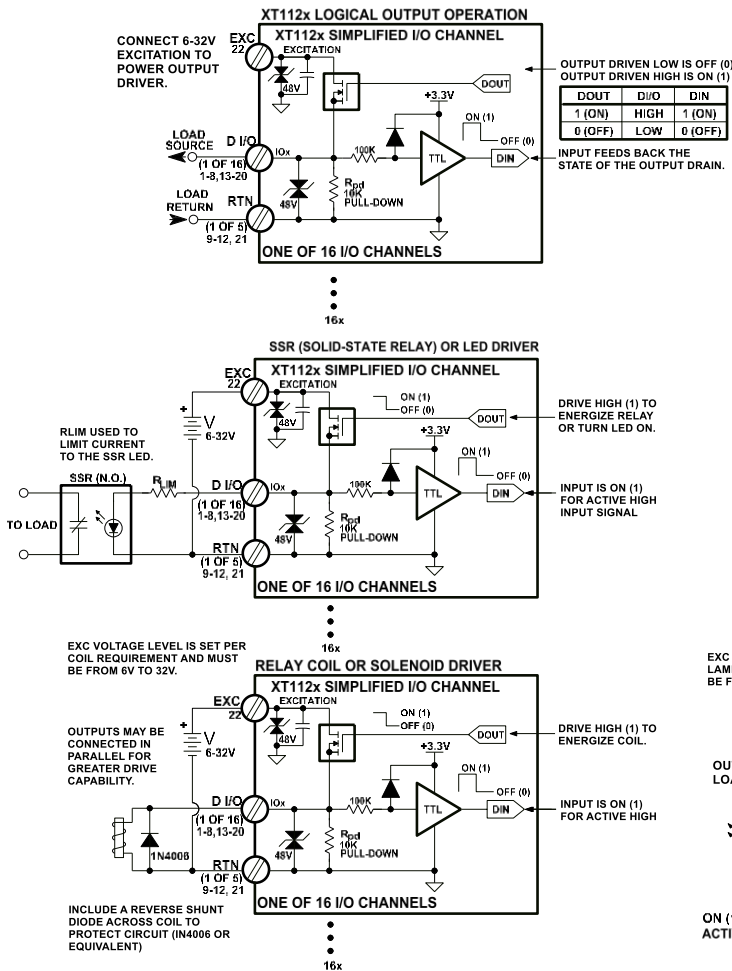 XT112x LOGICAL OUTPUT OPERATION
CONNECT 6-32V
EXCITATION TO
POWER OUTPUT
DRIVER.
EXC
22
XT112x SIMPLIFIED I/O CHANNEL
EXCITATION
48V
DOUT
+3.3V
OUTPUT DRIVEN LOW IS OFF (0)
OUTPUT DRIVEN HIGH IS ON (1)
DOUT DI/O DIN
1 (ON) HIGH 1 (ON)
0 (OFF) LOW 0 (OFF)
LOAD
SOURCE
D I/O
(1 OF 16)
1-8,13-20
IOx
100K
TTL
ON (1)
OFF (0)
DIN
INPUT FEEDS BACK THE
STATE OF THE OUTPUT DRAIN.
LOAD
RETURN
RTN
(1 OF 5)
9-12, 21
48V
Rpd
10K
PULL-DOWN
ONE OF 16 I/O CHANNELS
16x
SSR (SOLID-STATE RELAY) OR LED DRIVER
EXC
22
XT112x SIMPLIFIED I/O CHANNEL
EXCITATION
48V
ON (1)
OFF (0)
DOUT
+3.3V
DRIVE HIGH (1) TO
ENERGIZE RELAY
OR TURN LED ON.
+
V
6-32V
RLIM USED TO
LIMIT CURRENT
TO THE SSR LED.
SSR (N.O.)
RLIM
TO LOAD
D I/O
(1 OF 16)
1-8,13-20
IOx
100K
TTL
ON (1)
OFF (0)
DIN
INPUT IS ON (1)
FOR ACTIVE HIGH
INPUT SIGNAL
RTN
(1 OF 5)
9-12, 21
48V
Rpd
10K
PULL-DOWN
ONE OF 16 I/O CHANNELS
16x
EXC VOLTAGE LEVEL IS SET PER
COIL REQUIREMENT AND MUST
BE FROM 6V TO 32V.
RELAY COIL OR SOLENOID DRIVER
EXC
22
XT112x SIMPLIFIED I/O CHANNEL
EXCITATION
48V
ON (1)
OFF (0)
DOUT
+3.3V
DRIVE HIGH (1) TO
ENERGIZE COIL.
OUTPUTS MAY BE
CONNECTED IN
PARALLEL FOR
GREATER DRIVE
CAPABILITY.
+
V
6-32V
1N4006
D I/O
(1 OF 16)
1-8,13-20
IOx
100K
TTL
ON (1)
OFF (0)
DIN
INPUT IS ON (1)
FOR ACTIVE HIGH
RTN
(1 OF 5)
9-12, 21
48V
Rpd
10K
PULL-DOWN
ONE OF 16 I/O CHANNELS
INCLUDE A REVERSE SHUNT
DIODE ACROSS COIL TO
PROTECT CIRCUIT (IN4006 OR
EQUIVALENT)
16x
EXC
BE F
ON (